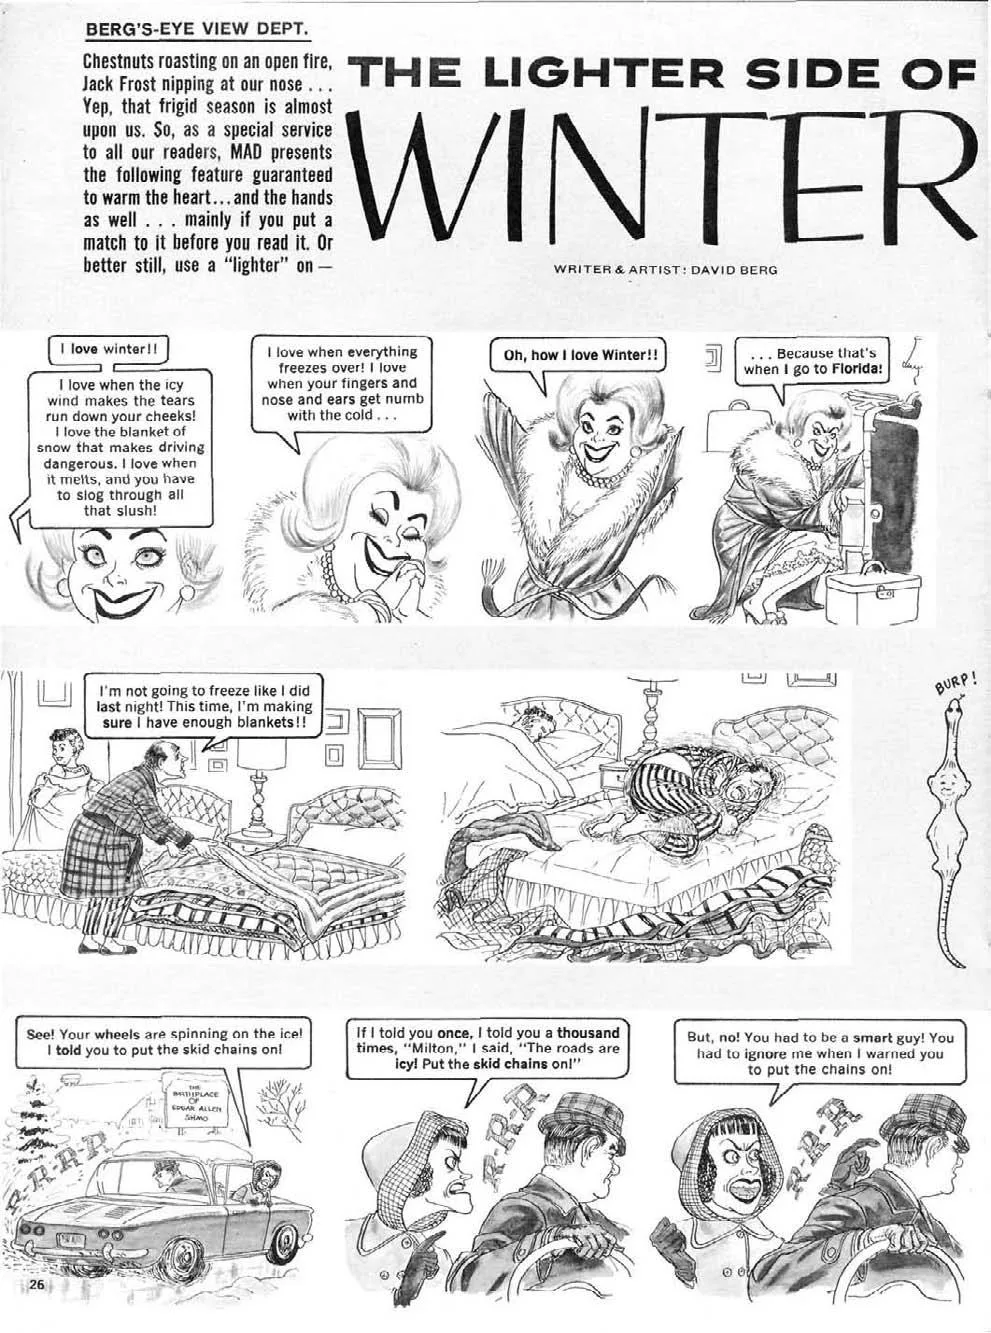 BERG'S-EYE VIEW DEPT.
Chestnuts roasting on an open fire,
Jack Frost nipping at our nose . . .
Yep, that frigid season is almost
upon us. So, as a special service
to all our readers, MAD presents
the following feature guaranteed
to warm the heart...and the hands
as well . . . mainly if you put a
match to it before you read it. Or
better still, use a "lighter" on —
THE LIGHTER SIDE OF
WINTER
WRITER & ARTIST: DAVID BERG
I love winter!!
I love when the icy
wind makes the tears
run down your cheeks!
I love the blanket of
snow that makes driving
dangerous. I love when
it melts, and you have
to slog through all
that slush!
I love when everything
freezes over! I love
when your fingers and
nose and ears get numb
with the cold . . .
Oh, how I love Winter!!
. . . Because that's
when I go to Florida!
I'm not going to freeze like I did
last night! This time, I'm making
sure I have enough blankets!!
BURP!
See! Your wheels are spinning on the ice!
I told you to put the skid chains on!
THE
BIRTHPLACE
OF
EDGAR ALLEN
SHMO
R-R-R-R
If I told you once, I told you a thousand
times, "Milton," I said, "The roads are
icy! Put the skid chains on!"
R-R-R
But, no! You had to be a smart guy! You
had to ignore me when I warned you
to put the chains on!
R-R-R
26